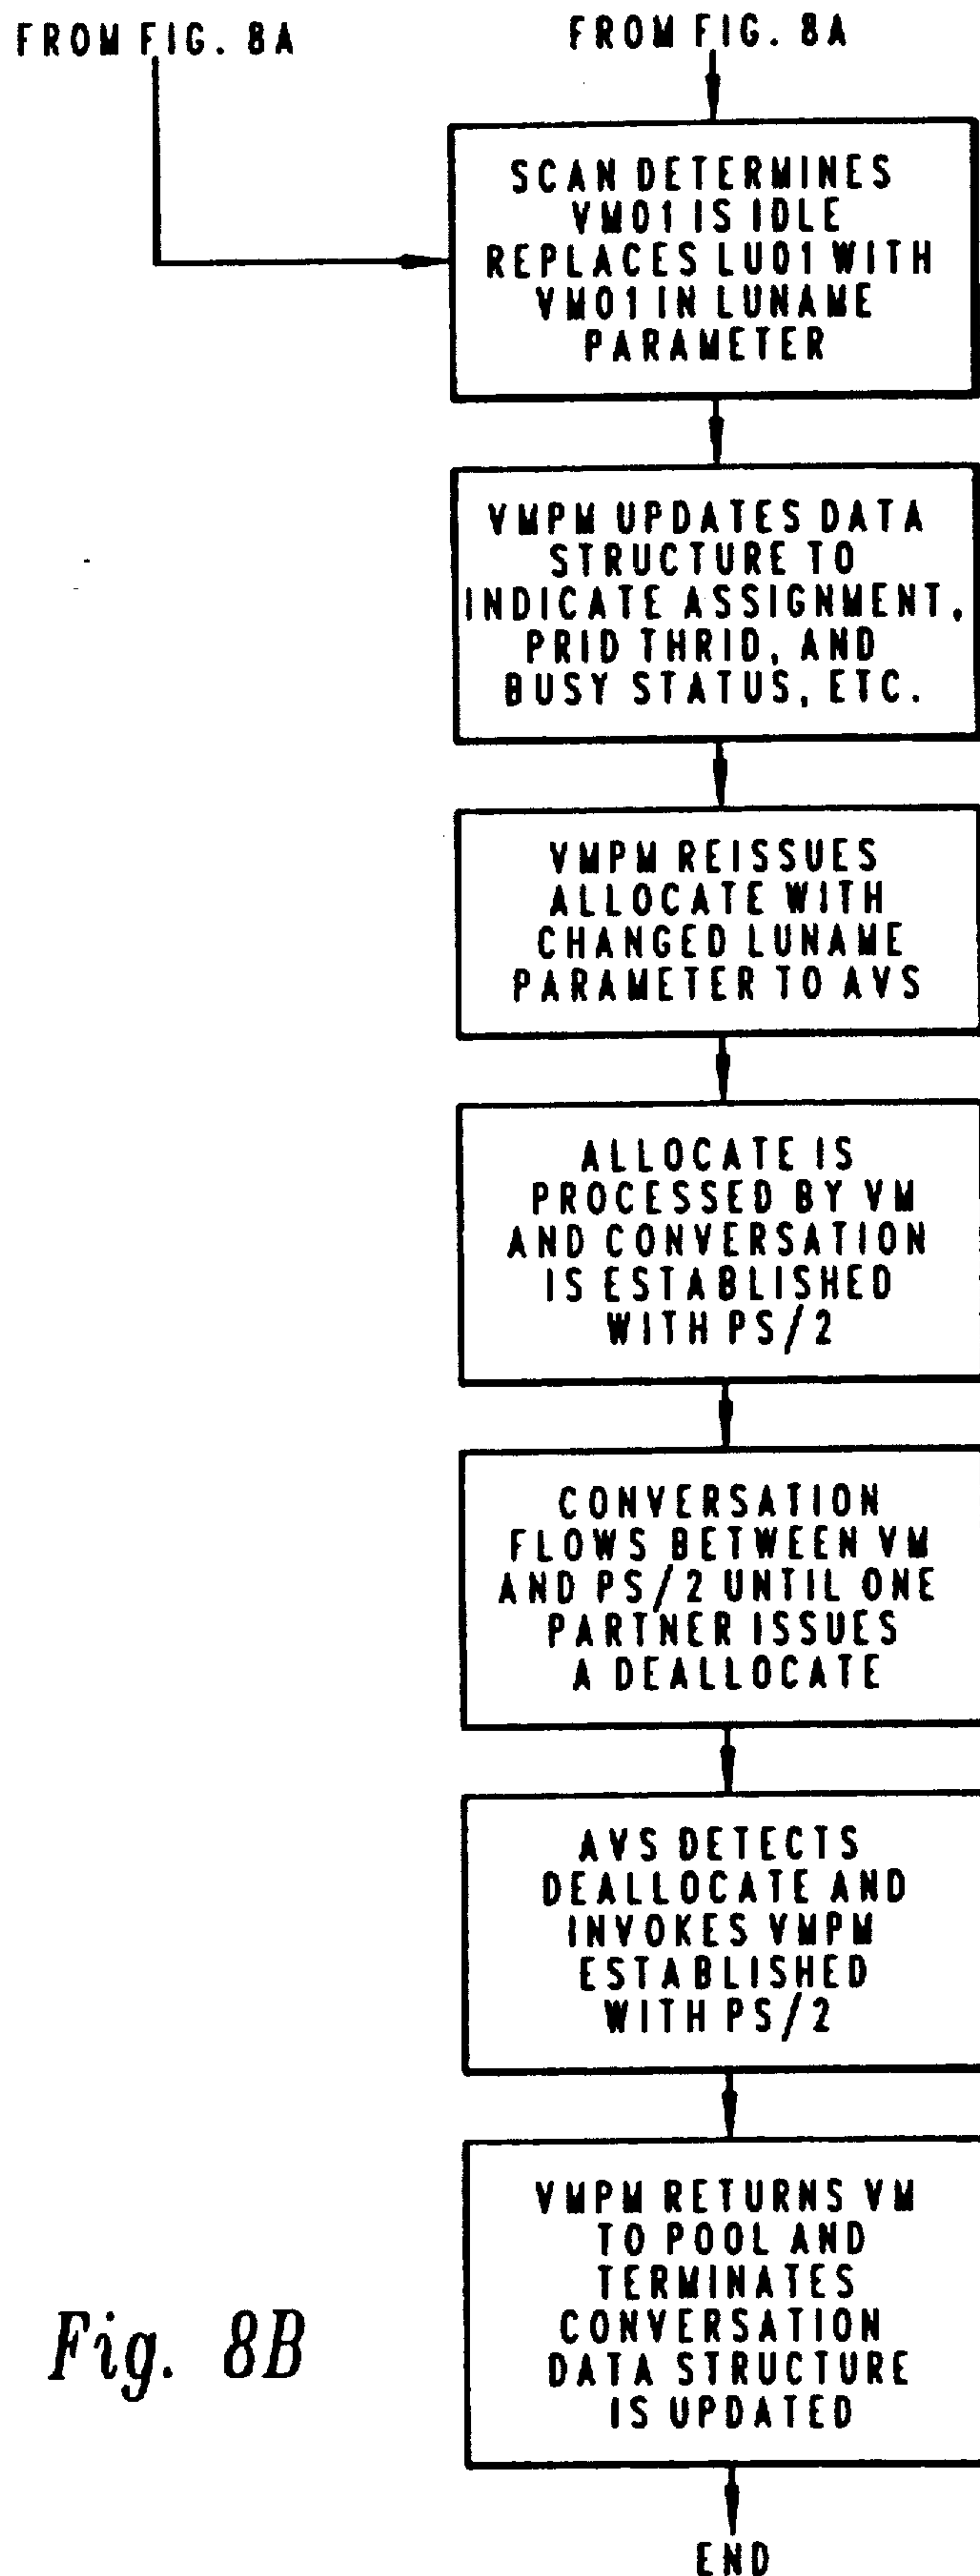 FROM FIG. 8A
FROM FIG. 8A
SCAN DETERMINES
VM01 IS IDLE
REPLACES LU01 WITH
VM01 IN LUNAME
PARAMETER
VMPM UPDATES DATA
STRUCTURE TO
INDICATE ASSIGNMENT,
PRID THRID, AND
BUSY STATUS, ETC.
VMPM REISSUES
ALLOCATE WITH
CHANGED LUNAME
PARAMETER TO AVS
ALLOCATE IS
PROCESSED BY VM
AND CONVERSATION
IS ESTABLISHED
WITH PS/2
CONVERSATION
FLOWS BETWEEN VM
AND PS/2 UNTIL ONE
PARTNER ISSUES
A DEALLOCATE
AVS DETECTS
DEALLOCATE AND
INVOKES VMPM
ESTABLISHED
WITH PS/2
VMPM RETURNS VM
TO POOL AND
TERMINATES
CONVERSATION
DATA STRUCTURE
IS UPDATED
Fig. 8B
END